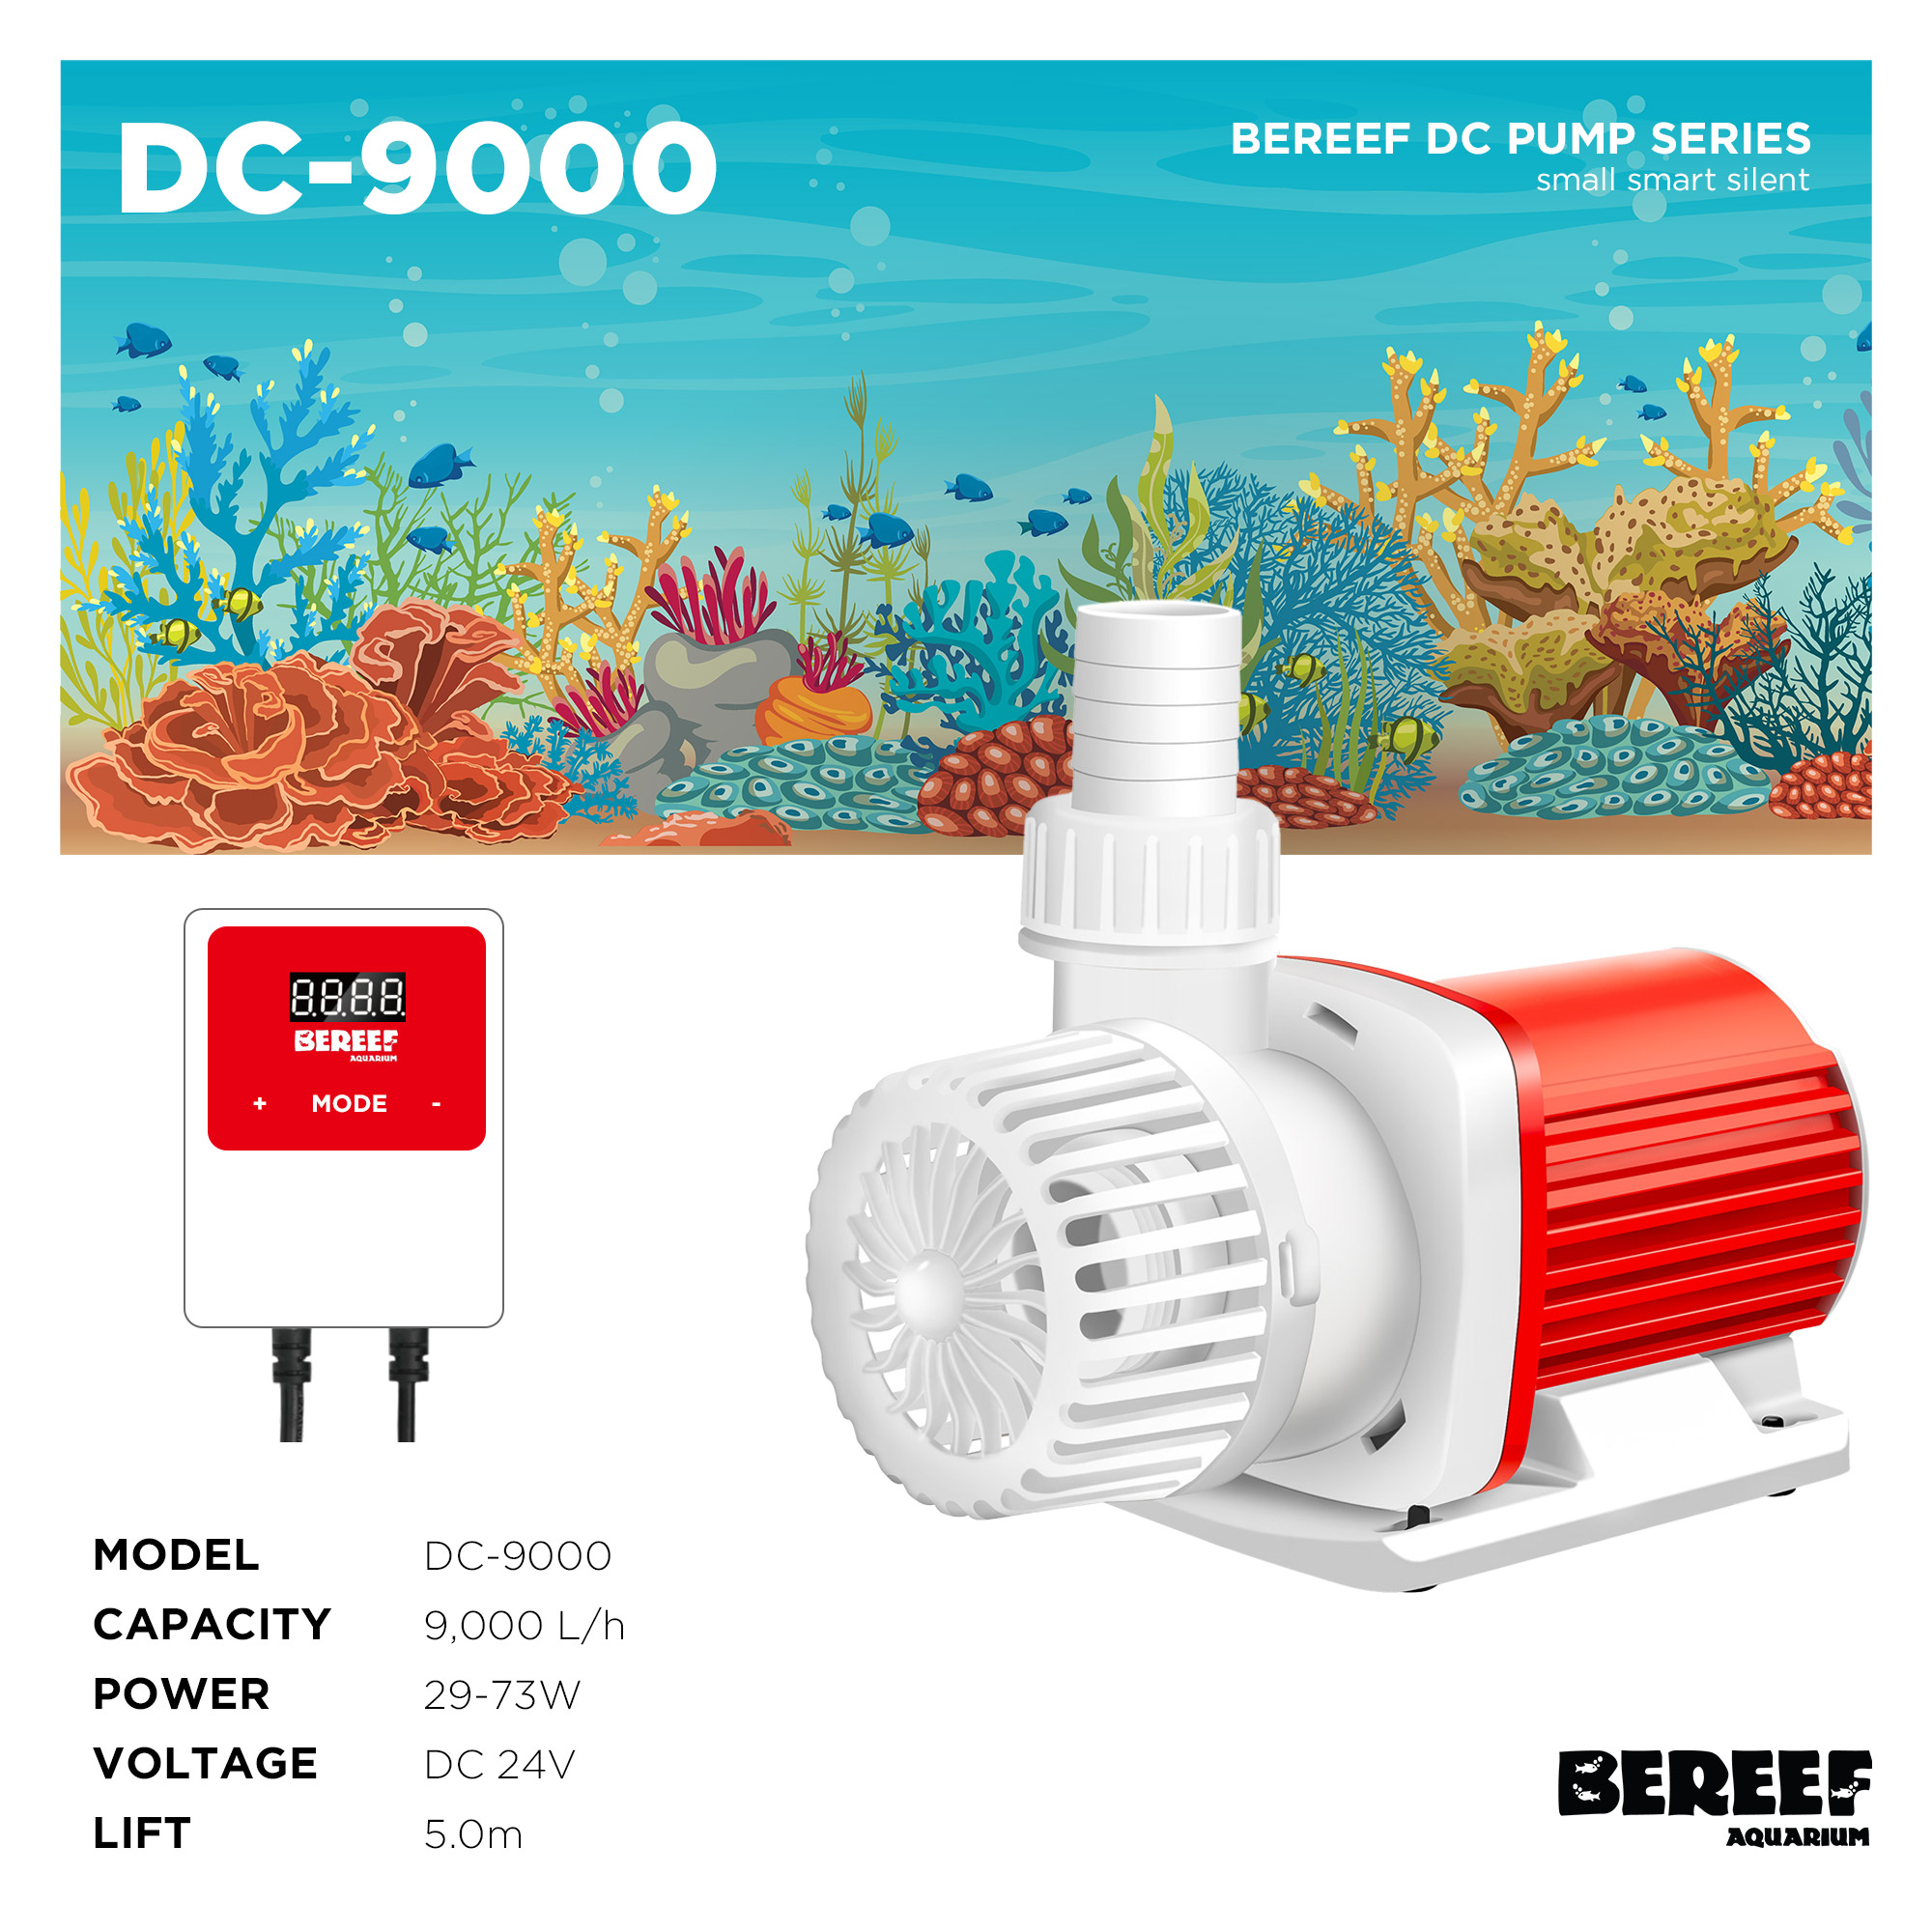 DC-9000
BEREEF DC PUMP SERIES
small smart silent
8.8.8.8.
BEREEF
AQUARIUM
+ MODE -
MODEL DC-9000
CAPACITY 9,000 L/h
POWER 29-73W
VOLTAGE DC 24V
LIFT 5.0m
BEREEF
AQUARIUM